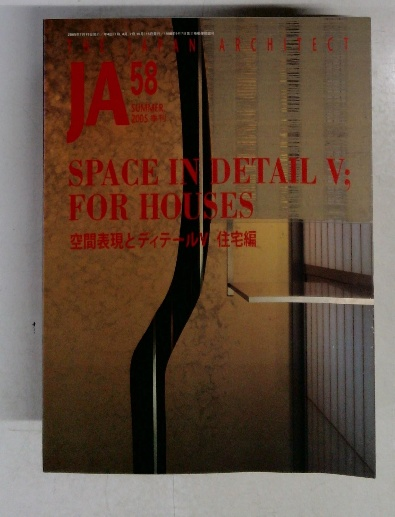 THE JAPAN ARCHITECT
JA 58
SUMMER,
2005
SPACE IN DETAIL V;
FOR HOUSES
空間表現とディテールV 住宅編